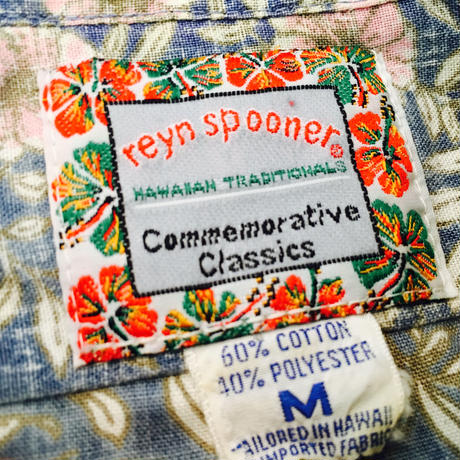 reyn spooner®
HAWAIIAN TRADITIONALS
Commemorative
Classics
60% COTTON
40% POLYESTER
M
TAILORED IN HAWAII
IMPORTED FABRIC